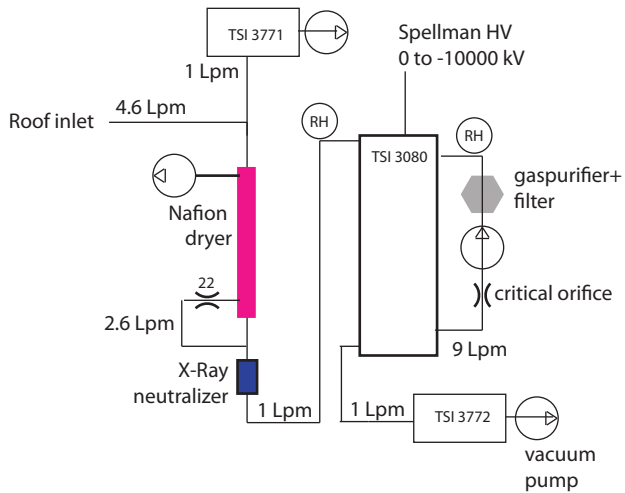 TSI 3771
1 Lpm
Spellman HV
0 to -10000 kV
4.6 Lpm
Roof inlet
RH
RH
TSI 3080
gaspurifier+
filter
Nafion
dryer
22
critical orifice
2.6 Lpm
9 Lpm
X-Ray
neutralizer
1 Lpm
1 Lpm
TSI 3772
vacuum
pump